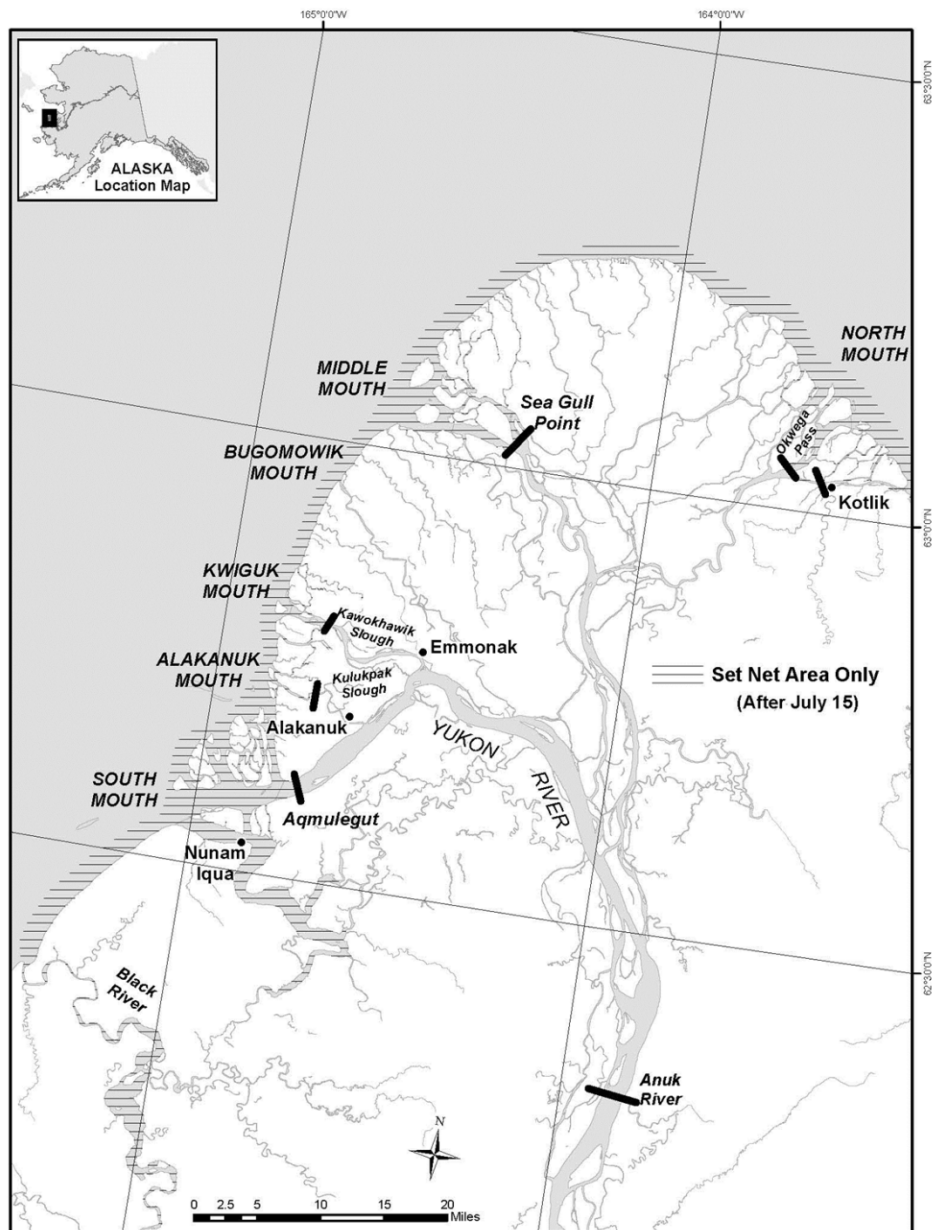 165°0'0"W
164°0'0"W
63°30'0"N
ALASKA
Location Map
NORTH
MOUTH
MIDDLE
MOUTH
Sea Gull
Point
Okwega
Pass
BUGOMOWIK
MOUTH
Kotlik
63°0'0"N
KWIGUK
MOUTH
Kawokhawik
Slough
Emmonak
ALAKANUK
MOUTH
Kulukpak
Slough
Set Net Area Only
(After July 15)
Alakanuk
YUKON
RIVER
SOUTH
MOUTH
Aqmulegut
Nunam
Iqua
62°30'0"N
Black
River
Anuk
River
N
0 2.5 5 10 15 20
Miles